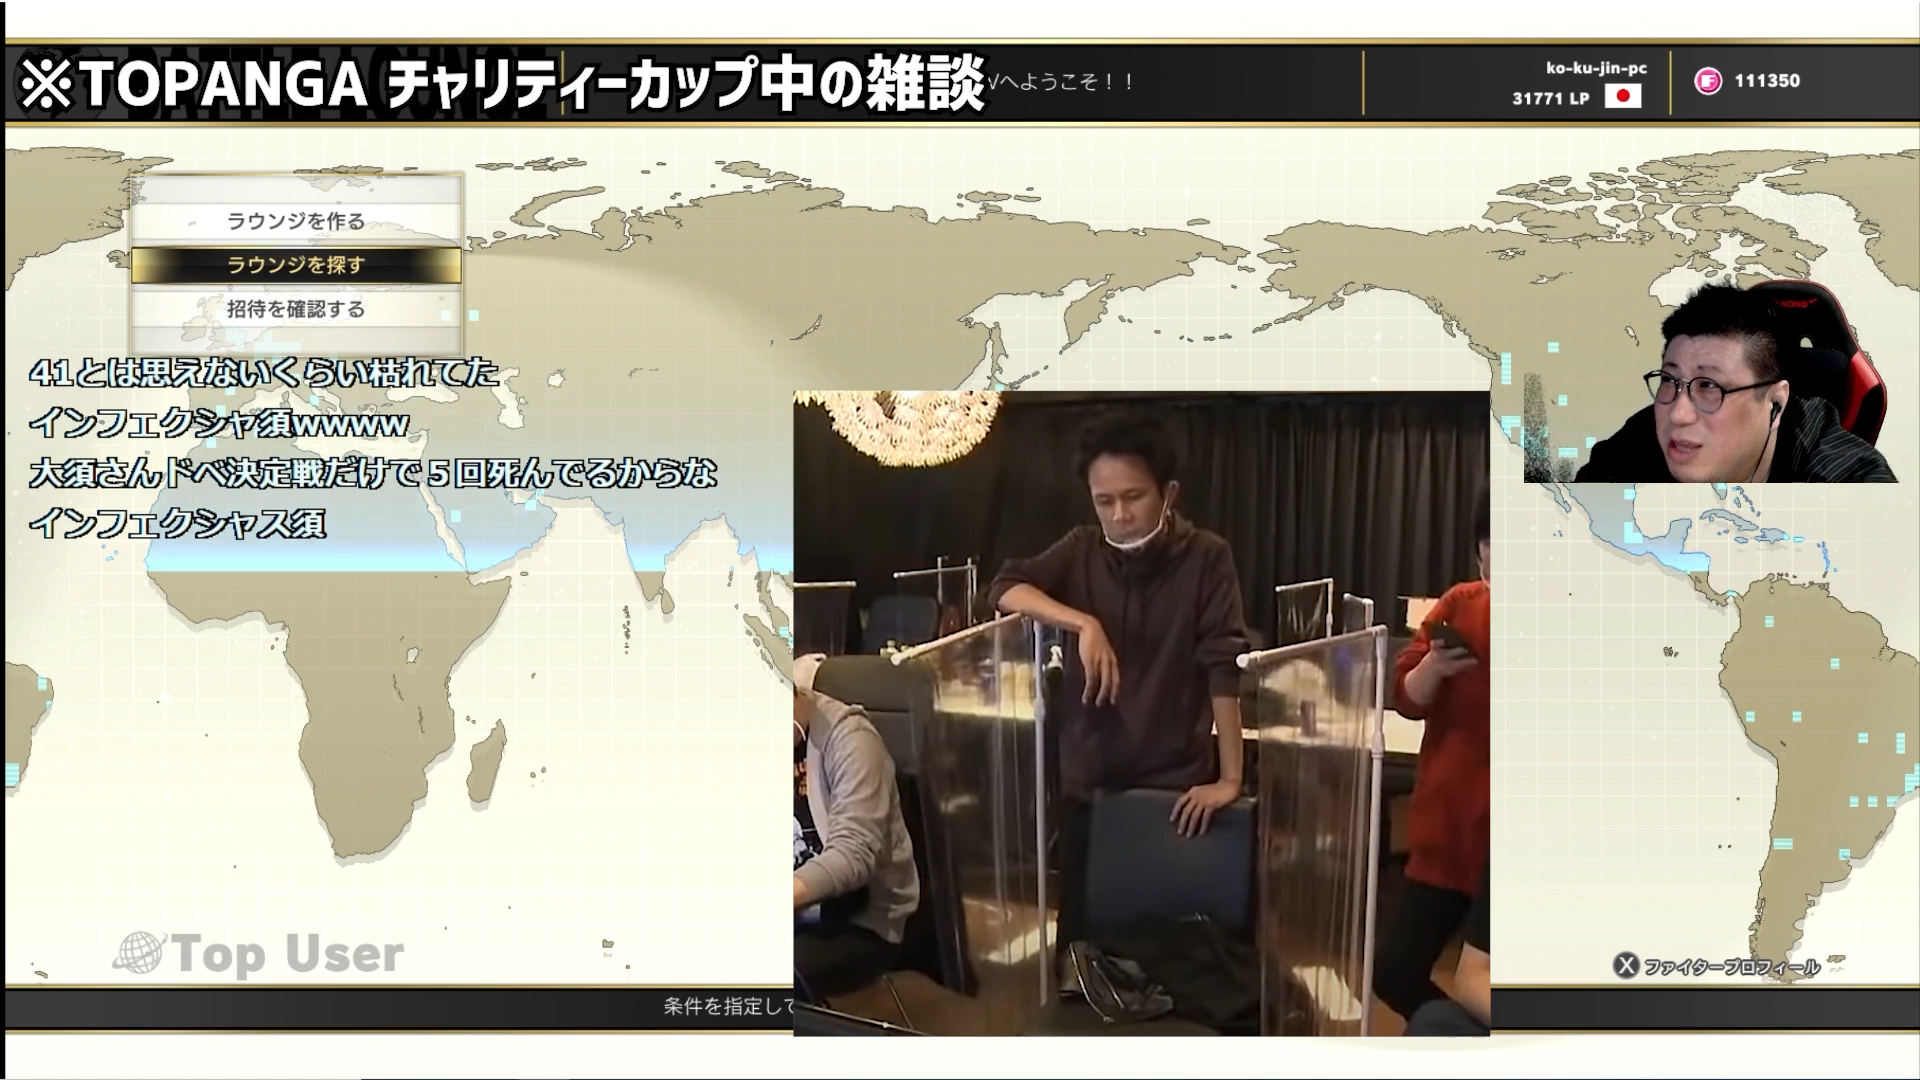 ※TOPANGA チャリティーカップ中の雑談
Vへようこそ！！
ko-ku-jin-pc
31771 LP
111350
ラウンジを作る
ラウンジを探す
招待を確認する
41とは思えないくらい枯れてた
インフェクシャ須wwww
大須さんドベ決定戦だけで５回死んでるからな
インフェクシャス須
Top User
X ファイタープロフィール
条件を指定して